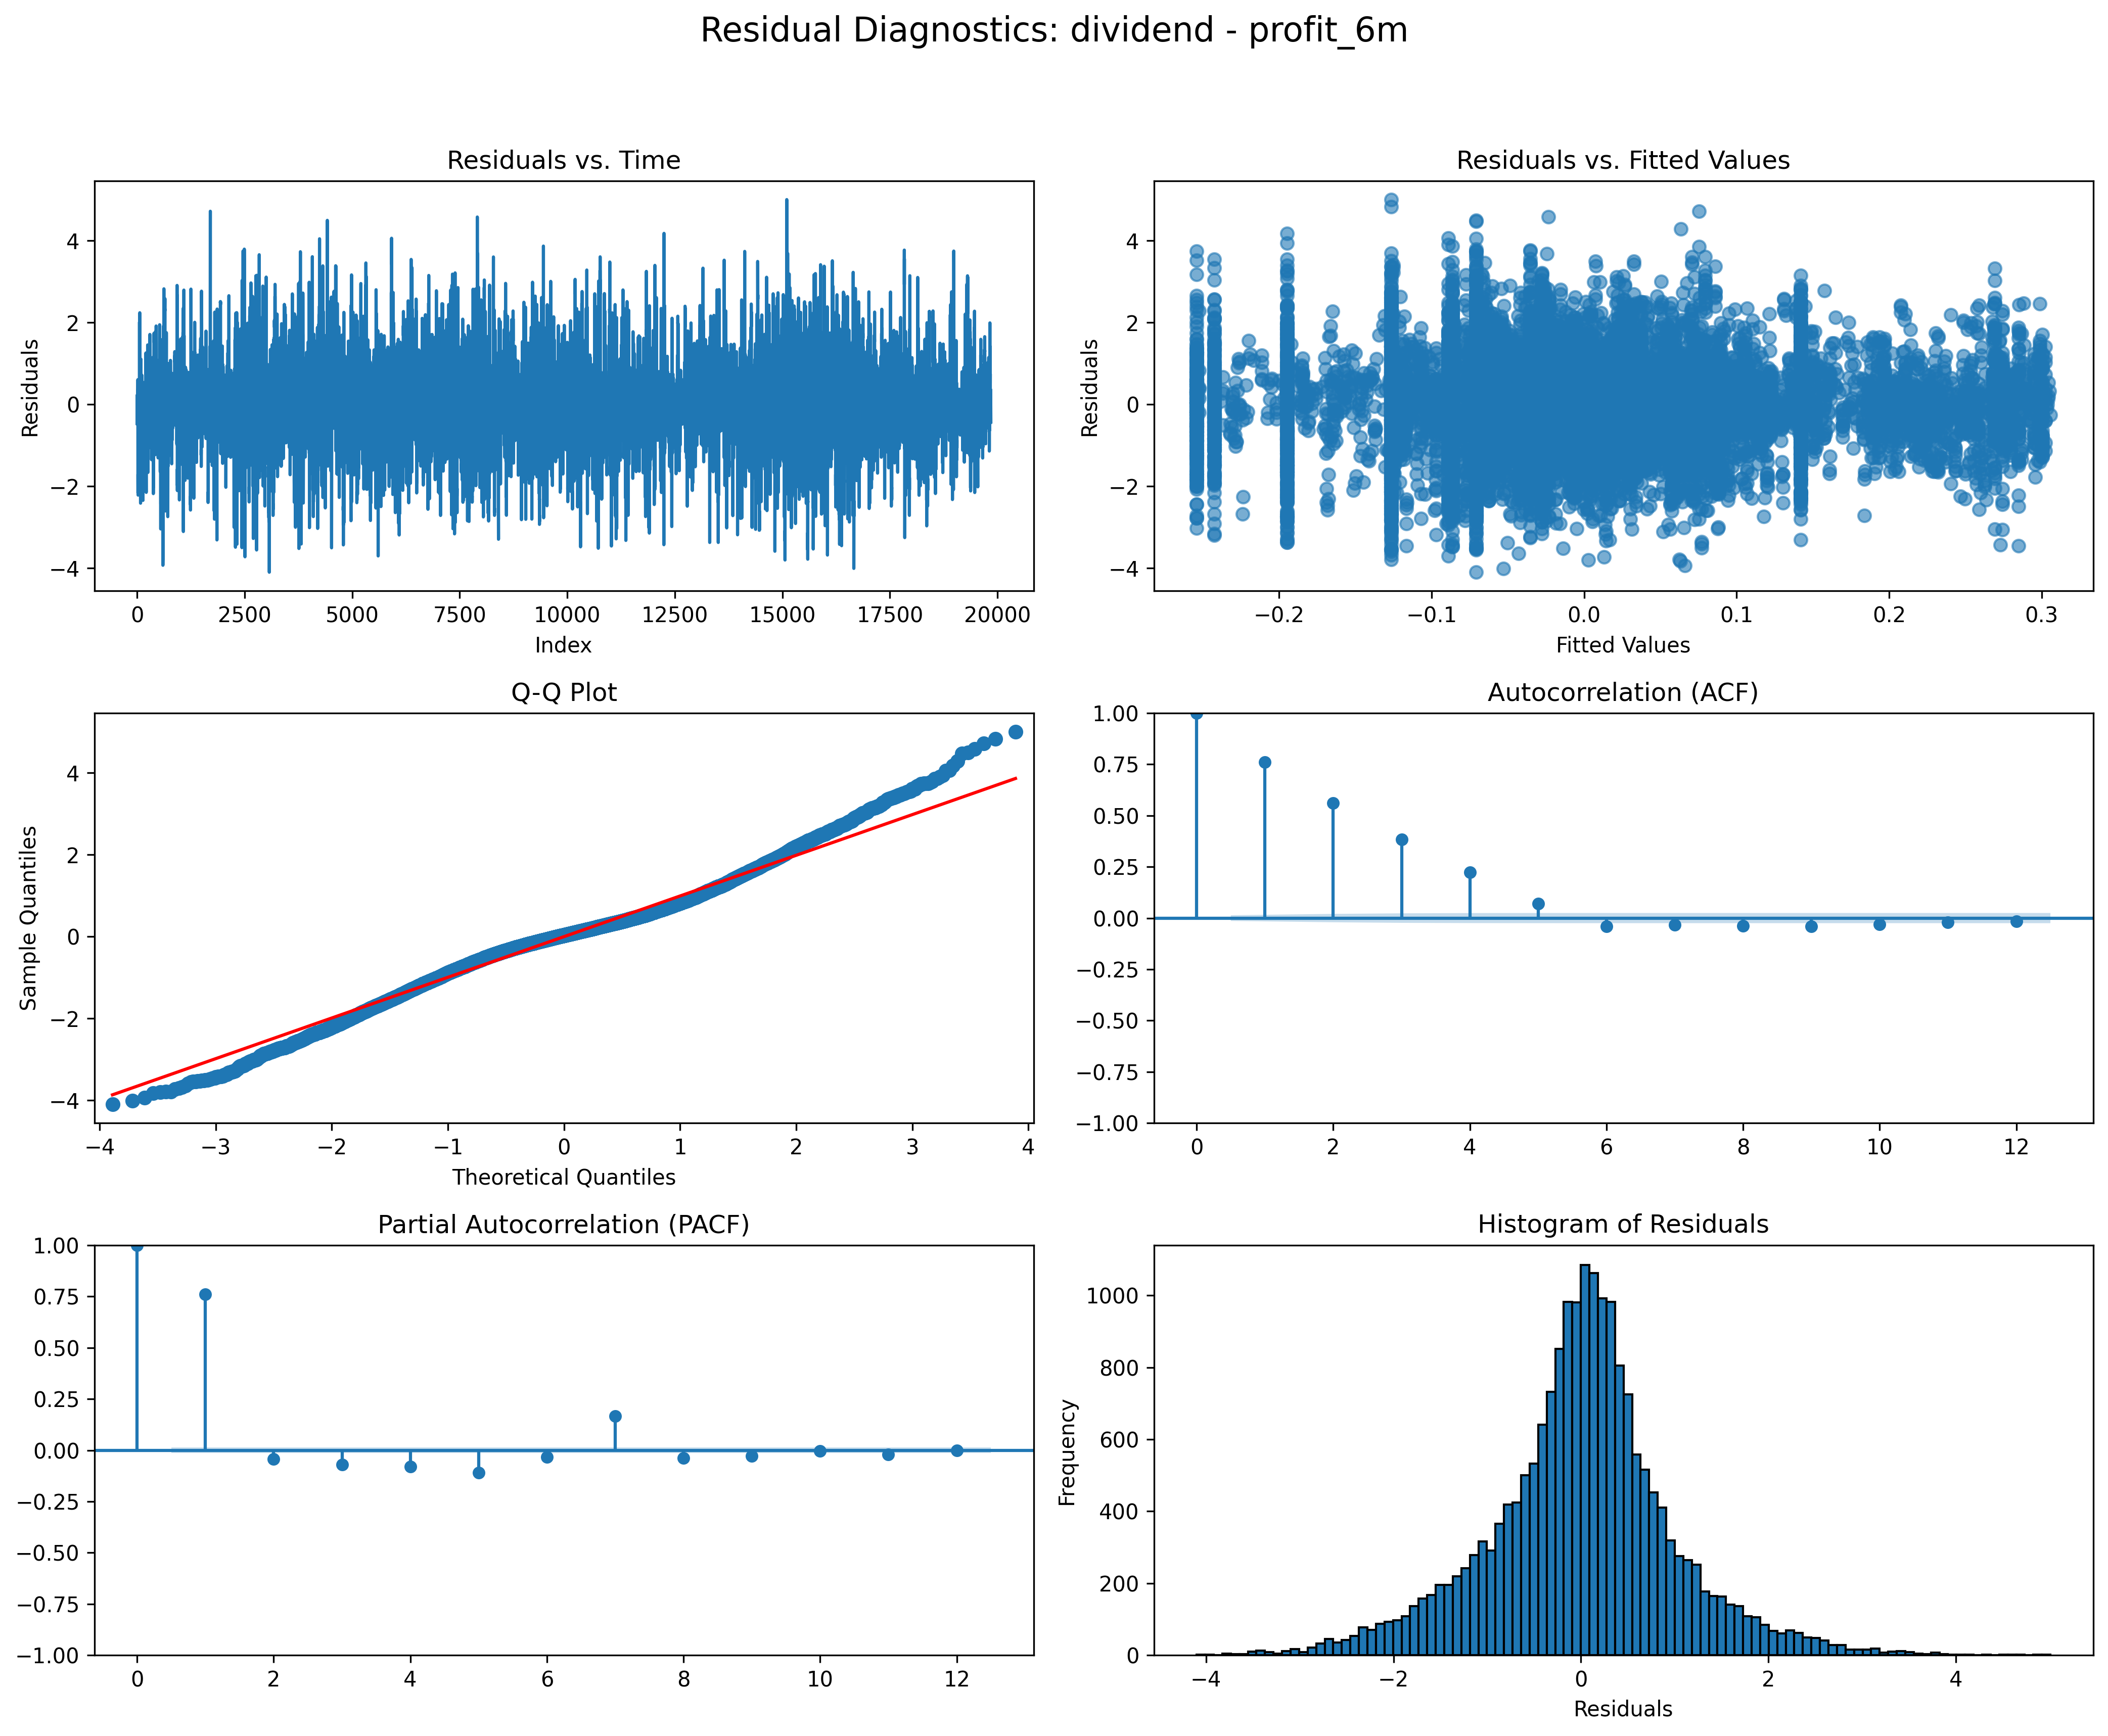 Residual Diagnostics: dividend - profit_6m
Residuals vs. Time
Residuals
4
2
0
−2
−4
0 2500 5000 7500 10000 12500 15000 17500 20000
Index
Residuals vs. Fitted Values
Residuals
4
2
0
−2
−4
−0.2 −0.1 0.0 0.1 0.2 0.3
Fitted Values
Q-Q Plot
Sample Quantiles
4
2
0
−2
−4
−4 −3 −2 −1 0 1 2 3 4
Theoretical Quantiles
Autocorrelation (ACF)
1.00
0.75
0.50
0.25
0.00
−0.25
−0.50
−0.75
−1.00
0 2 4 6 8 10 12
Partial Autocorrelation (PACF)
1.00
0.75
0.50
0.25
0.00
−0.25
−0.50
−0.75
−1.00
0 2 4 6 8 10 12
Histogram of Residuals
Frequency
1000
800
600
400
200
0
−4 −2 0 2 4
Residuals